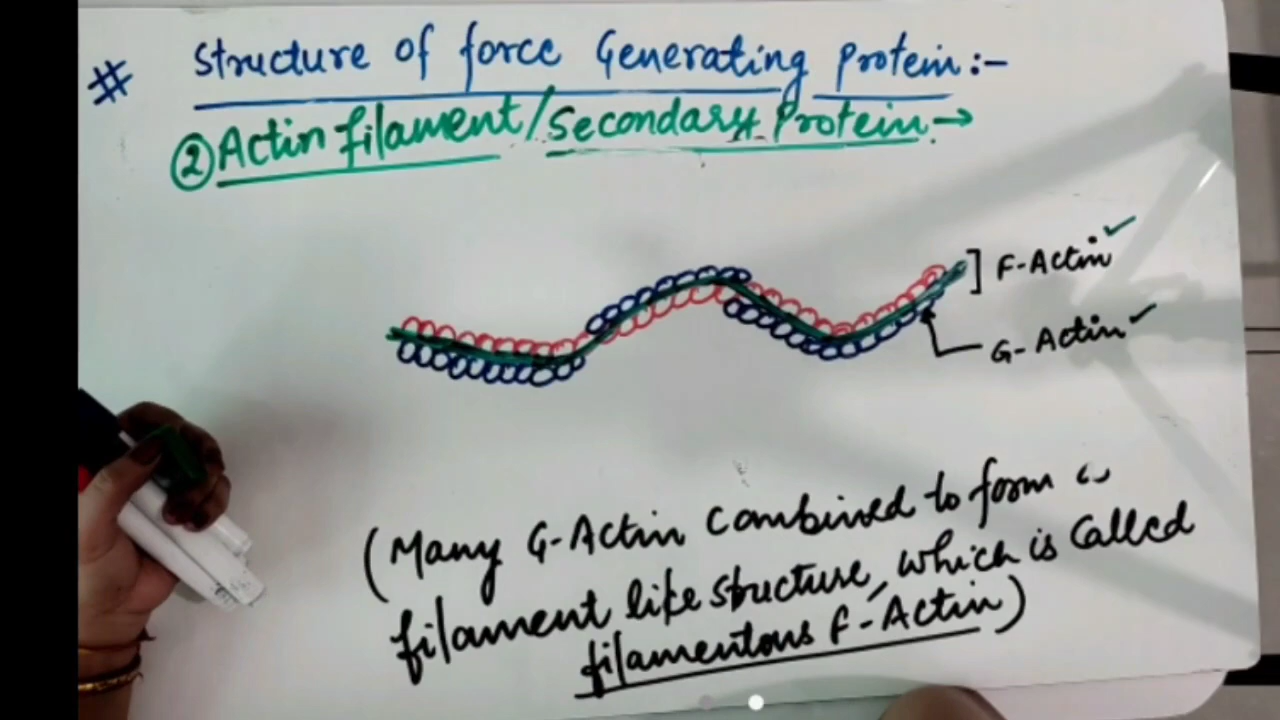 # Structure of force Generating Protein:-
② Actin filament/Secondary Protein→
] F-Actin ✓
G-Actin ✓
(Many G-Actin Combined to form
filament like structure, which is Called
filamentous F-Actin)